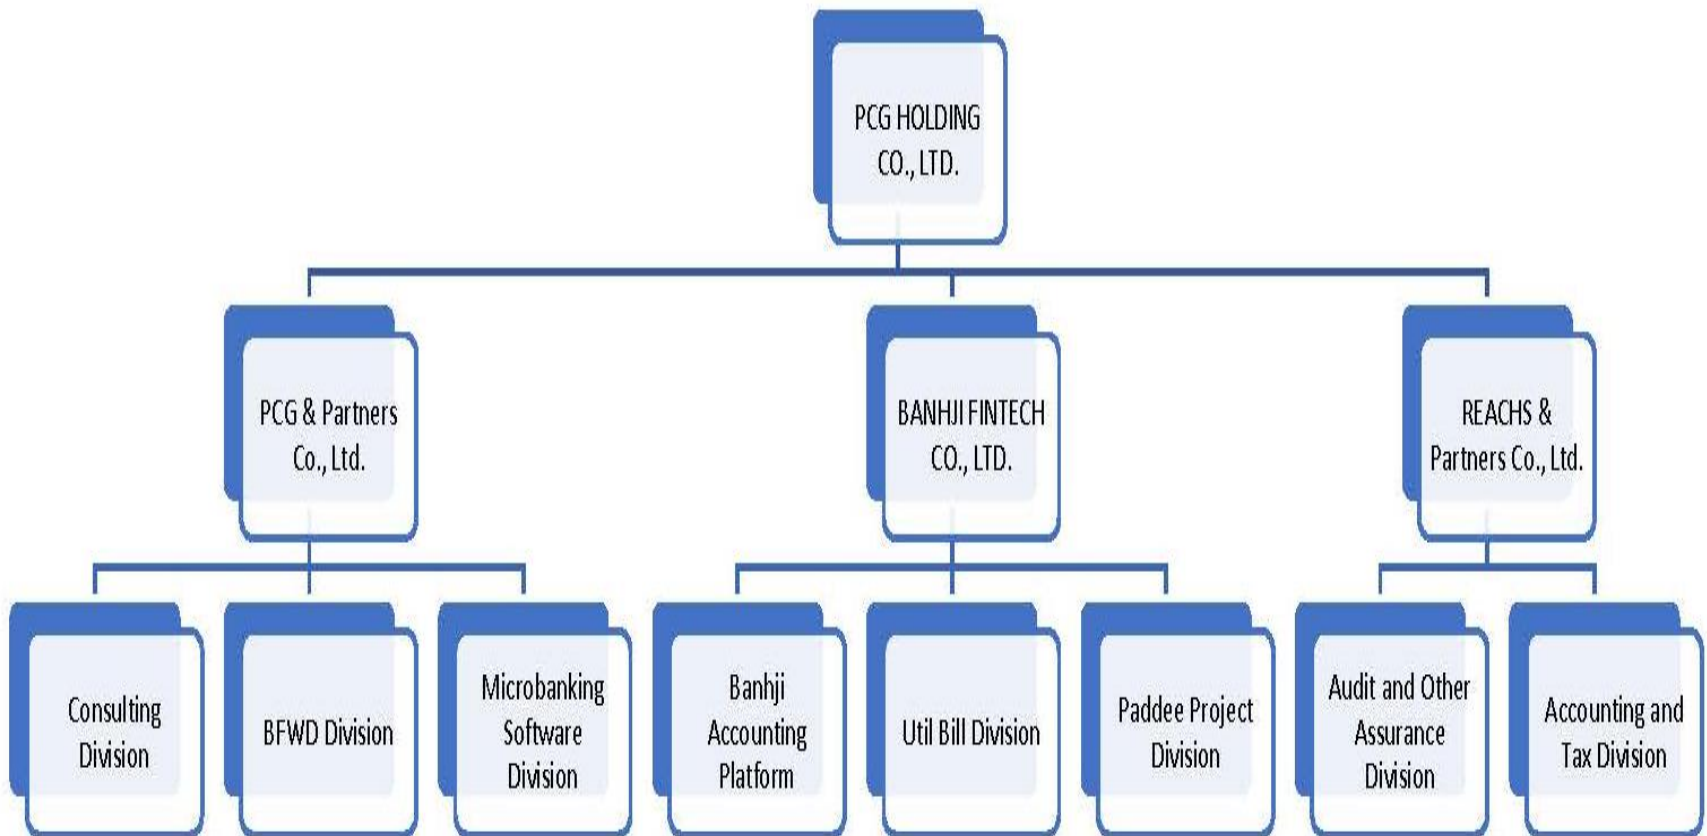 PCG HOLDING
CO., LTD.
PCG & Partners
Co., Ltd.
BANHJI FINTECH
CO., LTD.
REACHS &
Partners Co., Ltd.
Consulting
Division
BFWD Division
Microbanking
Software
Division
Banhji
Accounting
Platform
Util Bill Division
Paddee Project
Division
Audit and Other
Assurance
Division
Accounting and
Tax Division